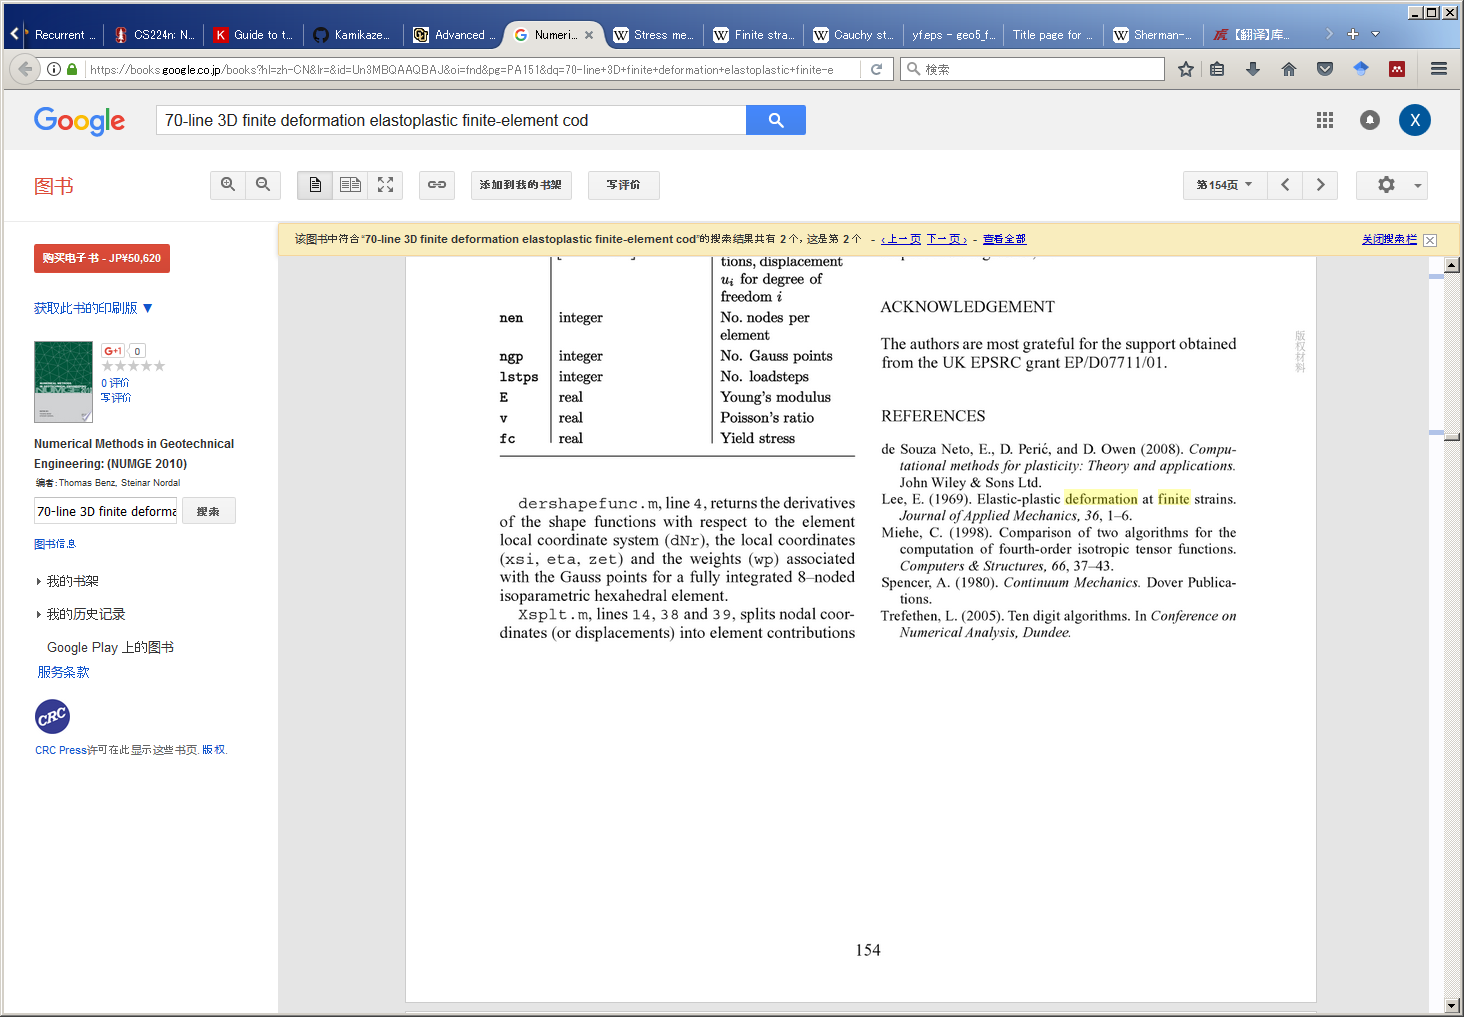 Recurrent ...
CS224n: N...
Guide to t...
Kamikaze...
Advanced ...
Numeri...
Stress me...
Finite stra...
Cauchy st...
yf.eps - geo5_f...
Title page for ...
Sherman-...
【翻译】库...
https://books.google.co.jp/books?hl=zh-CN&lr=&id=Un3MBQAAQBAJ&oi=fnd&pg=PA151&dq=70-line+3D+finite+deformation+elastoplastic+finite-e
検索
Google
70-line 3D finite deformation elastoplastic finite-element cod
X
图书
添加到我的书架
写评价
第154页
该图书中符合"70-line 3D finite deformation elastoplastic finite-element cod"的搜索结果共有 2 个，这是第 2 个 - ‹上一页 下一页› - 查看全部
关闭搜索栏
购买电子书 - JP¥50,620
获取此书的印刷版 ▼
G+1 0
0 评价
写评价
Numerical Methods in Geotechnical
Engineering: (NUMGE 2010)
编者: Thomas Benz, Steinar Nordal
70-line 3D finite deforma
搜索
图书信息
我的书架
我的历史记录
Google Play 上的图书
服务条款
CRC
CRC Press许可在此显示这些书页. 版权.
tions, displacement
u_i for degree of
freedom i
nen integer No. nodes per
element
ngp integer No. Gauss points
lstps integer No. loadsteps
E real Young's modulus
v real Poisson's ratio
fc real Yield stress
dershapefunc.m, line 4, returns the derivatives
of the shape functions with respect to the element
local coordinate system (dNr), the local coordinates
(xsi, eta, zet) and the weights (wp) associated
with the Gauss points for a fully integrated 8–noded
isoparametric hexahedral element.
Xsplt.m, lines 14, 38 and 39, splits nodal coor-
dinates (or displacements) into element contributions
ACKNOWLEDGEMENT
The authors are most grateful for the support obtained
from the UK EPSRC grant EP/D07711/01.
REFERENCES
de Souza Neto, E., D. Perić, and D. Owen (2008). Compu-
tational methods for plasticity: Theory and applications.
John Wiley & Sons Ltd.
Lee, E. (1969). Elastic-plastic deformation at finite strains.
Journal of Applied Mechanics, 36, 1–6.
Miehe, C. (1998). Comparison of two algorithms for the
computation of fourth-order isotropic tensor functions.
Computers & Structures, 66, 37–43.
Spencer, A. (1980). Continuum Mechanics. Dover Publica-
tions.
Trefethen, L. (2005). Ten digit algorithms. In Conference on
Numerical Analysis, Dundee.
版权材料
154